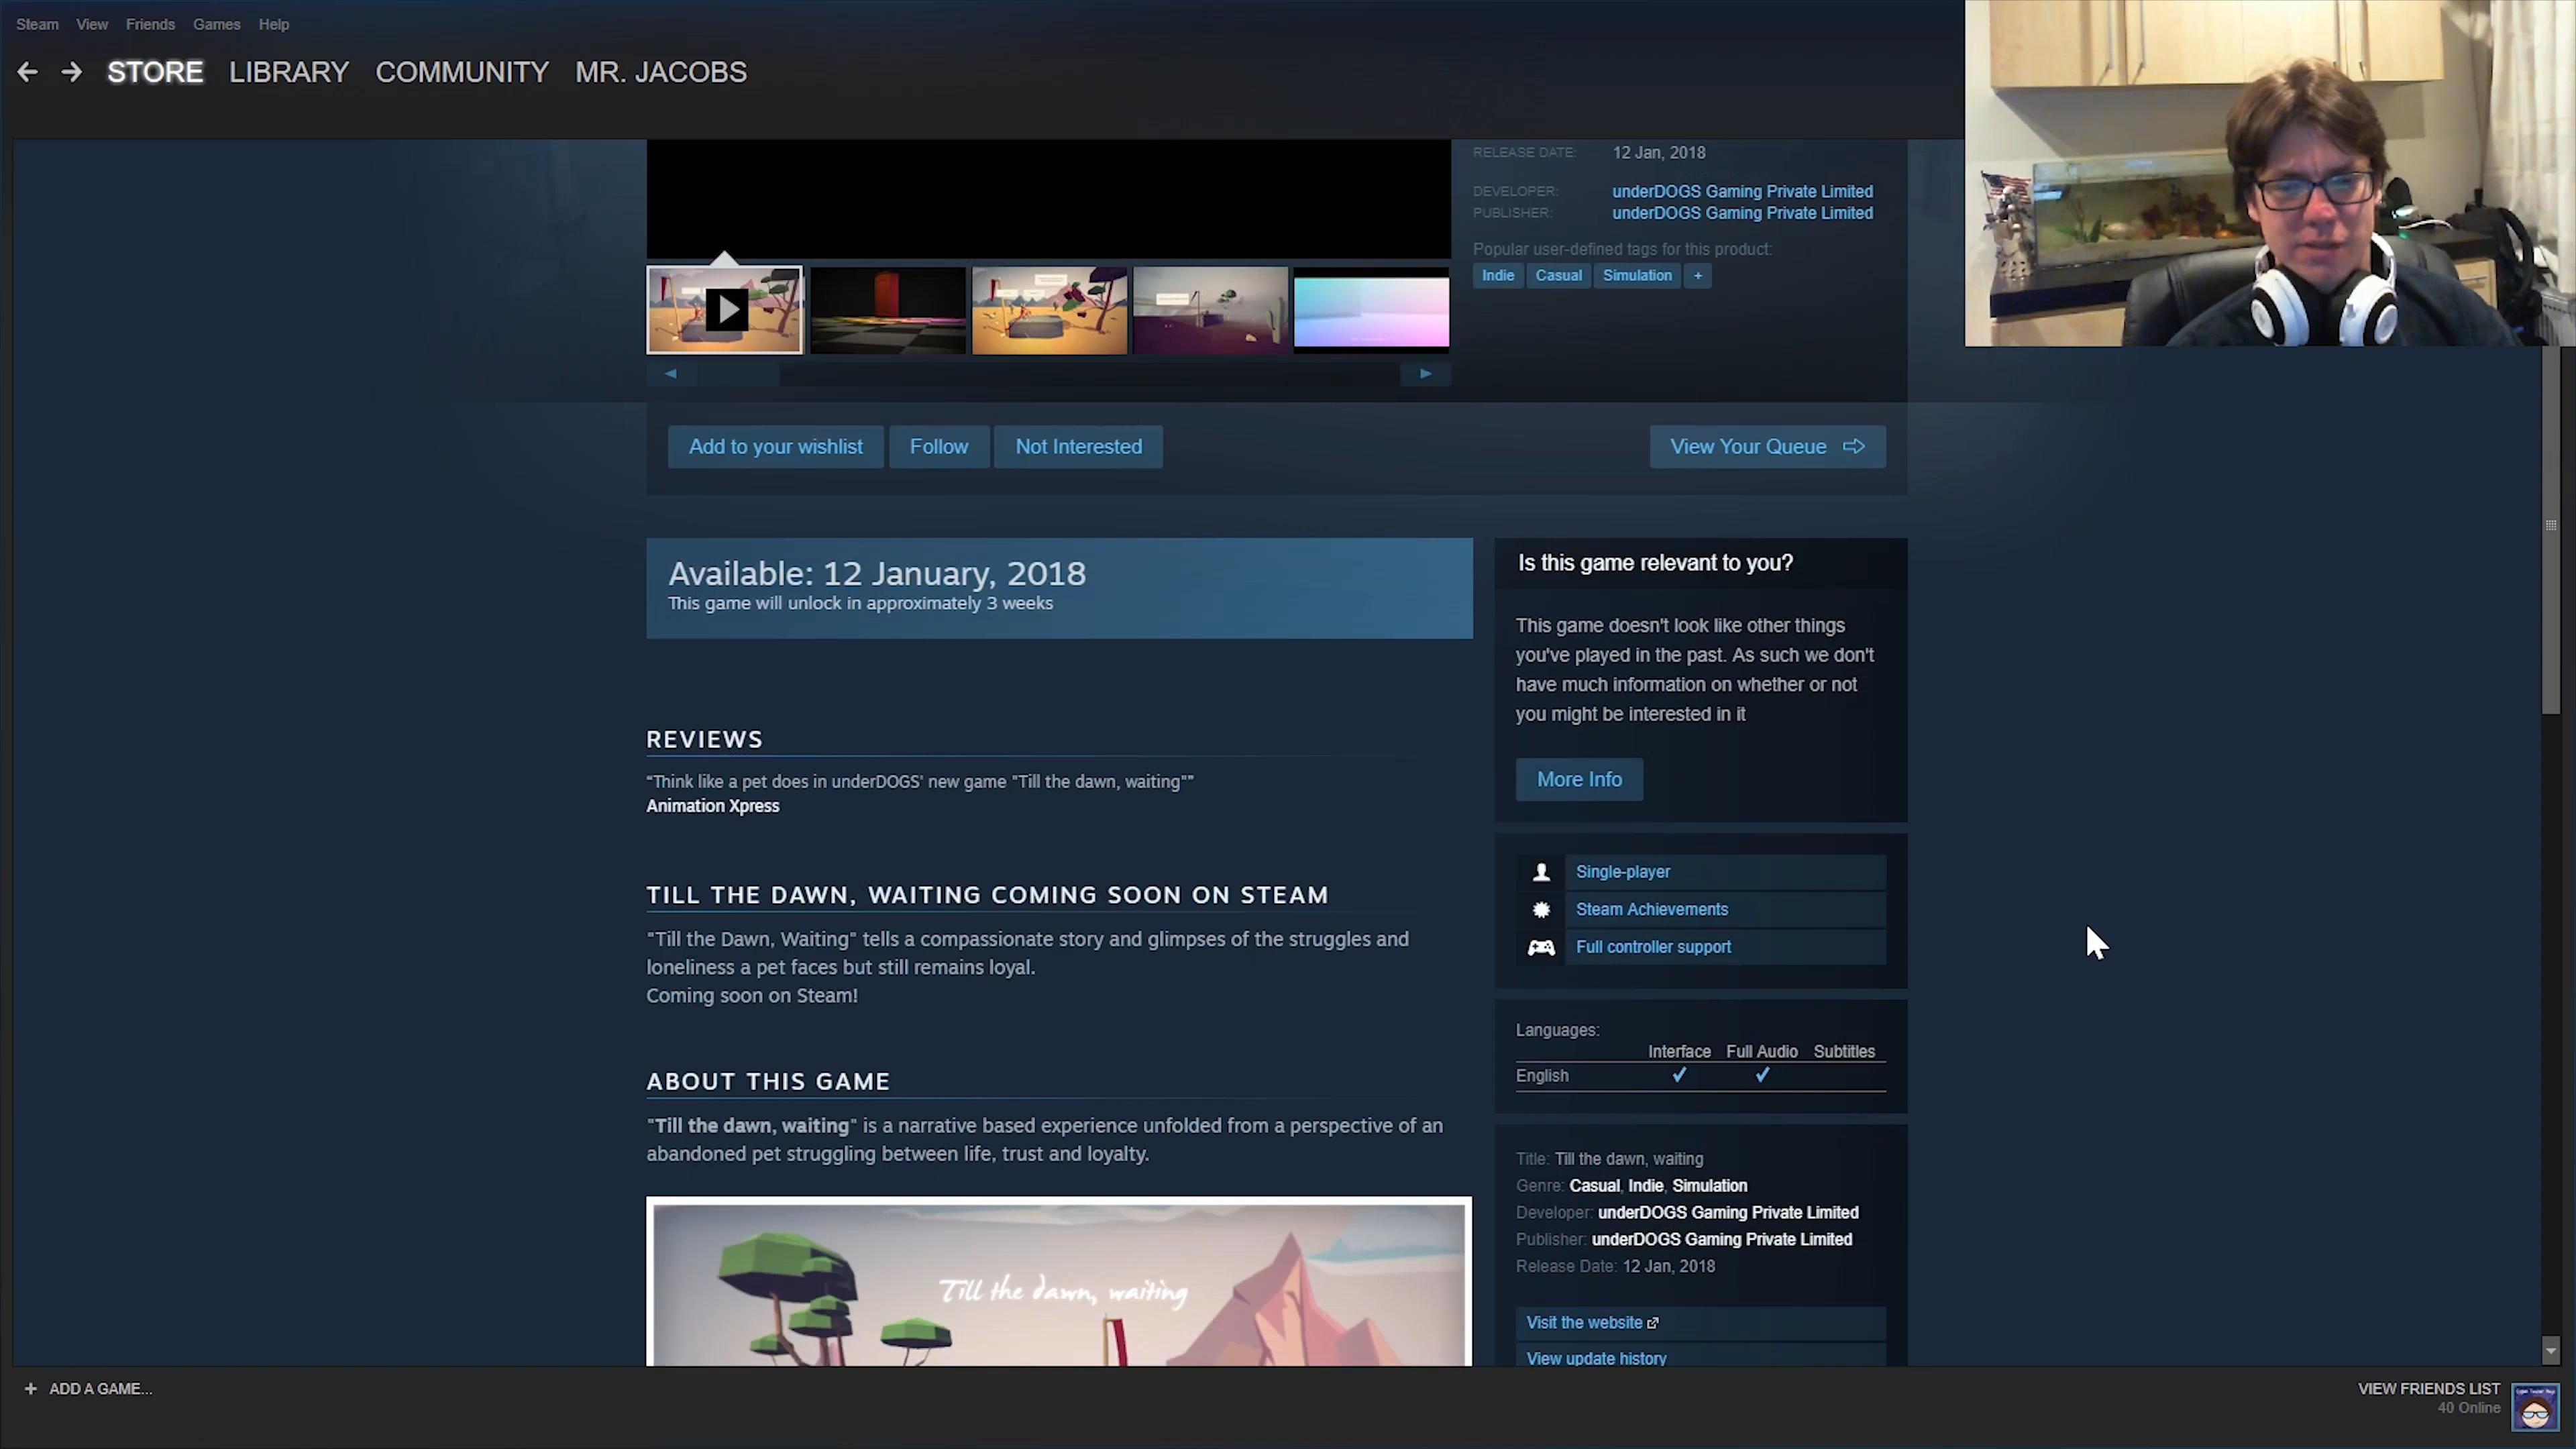 Steam View Friends Games Help
STORE LIBRARY COMMUNITY MR. JACOBS
RELEASE DATE: 12 Jan, 2018
DEVELOPER: underDOGS Gaming Private Limited
PUBLISHER: underDOGS Gaming Private Limited
Popular user-defined tags for this product:
Indie Casual Simulation +
Add to your wishlist Follow Not Interested View Your Queue
Available: 12 January, 2018
This game will unlock in approximately 3 weeks
REVIEWS
“Think like a pet does in underDOGS' new game "Till the dawn, waiting"”
Animation Xpress
TILL THE DAWN, WAITING COMING SOON ON STEAM
"Till the Dawn, Waiting" tells a compassionate story and glimpses of the struggles and
loneliness a pet faces but still remains loyal.
Coming soon on Steam!
ABOUT THIS GAME
"Till the dawn, waiting" is a narrative based experience unfolded from a perspective of an
abandoned pet struggling between life, trust and loyalty.
Till the dawn, waiting
Is this game relevant to you?
This game doesn't look like other things
you've played in the past. As such we don't
have much information on whether or not
you might be interested in it
More Info
Single-player
Steam Achievements
Full controller support
Languages:
Interface Full Audio Subtitles
English ✓ ✓
Title: Till the dawn, waiting
Genre: Casual, Indie, Simulation
Developer: underDOGS Gaming Private Limited
Publisher: underDOGS Gaming Private Limited
Release Date: 12 Jan, 2018
Visit the website
View update history
+ ADD A GAME...
VIEW FRIENDS LIST
40 Online